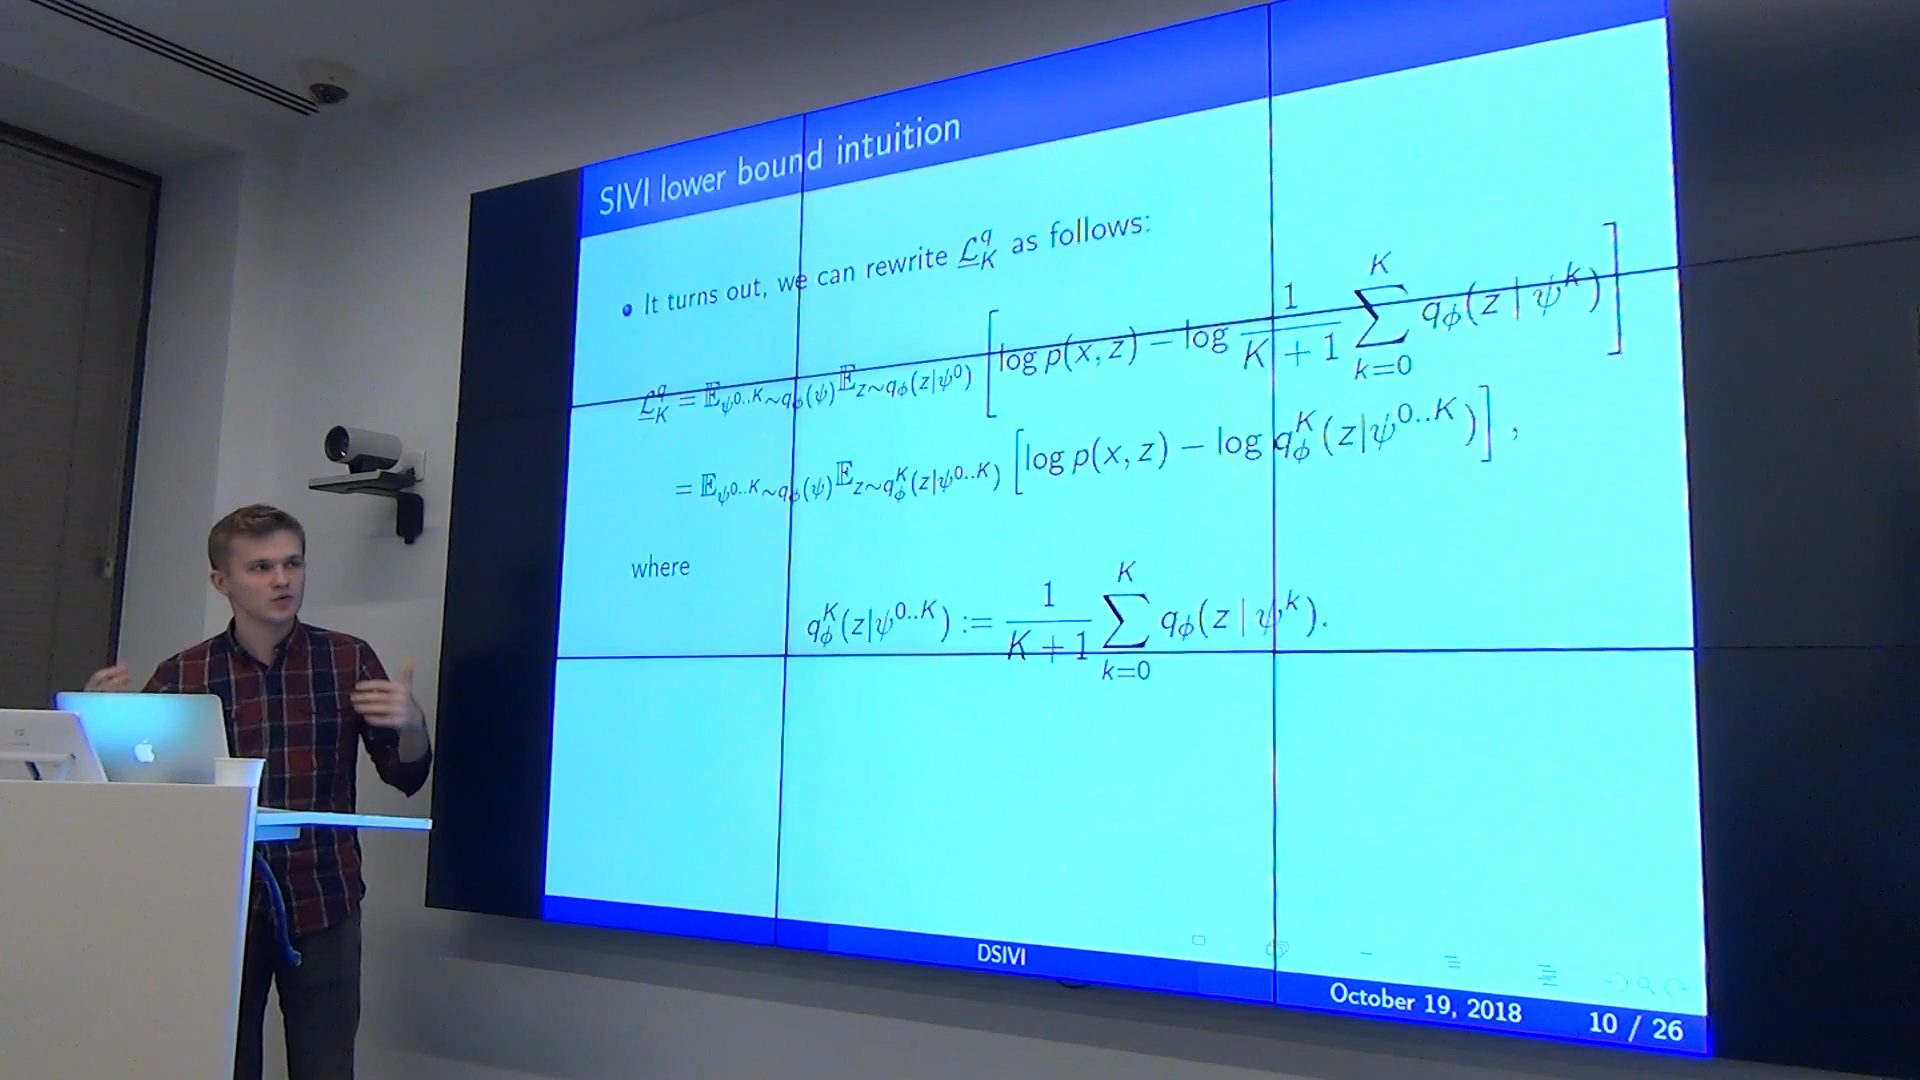 SIVI lower bound intuition
• It turns out, we can rewrite $\underline{\mathcal{L}}_K^q$ as follows:
$\underline{\mathcal{L}}_K^q = \mathbb{E}_{\psi^{0..K} \sim q_\phi(\psi)} \mathbb{E}_{z \sim q_\phi(z|\psi^0)} \left[ \log p(x, z) - \log \frac{1}{K+1} \sum_{k=0}^{K} q_\phi(z \mid \psi^k) \right]$
$= \mathbb{E}_{\psi^{0..K} \sim q_\phi(\psi)} \mathbb{E}_{z \sim q_\phi^K(z|\psi^{0..K})} \left[ \log p(x, z) - \log q_\phi^K(z|\psi^{0..K}) \right],$
where
$q_\phi^K(z|\psi^{0..K}) := \frac{1}{K+1} \sum_{k=0}^{K} q_\phi(z \mid \psi^k).$
DSIVI
October 19, 2018
10 / 26